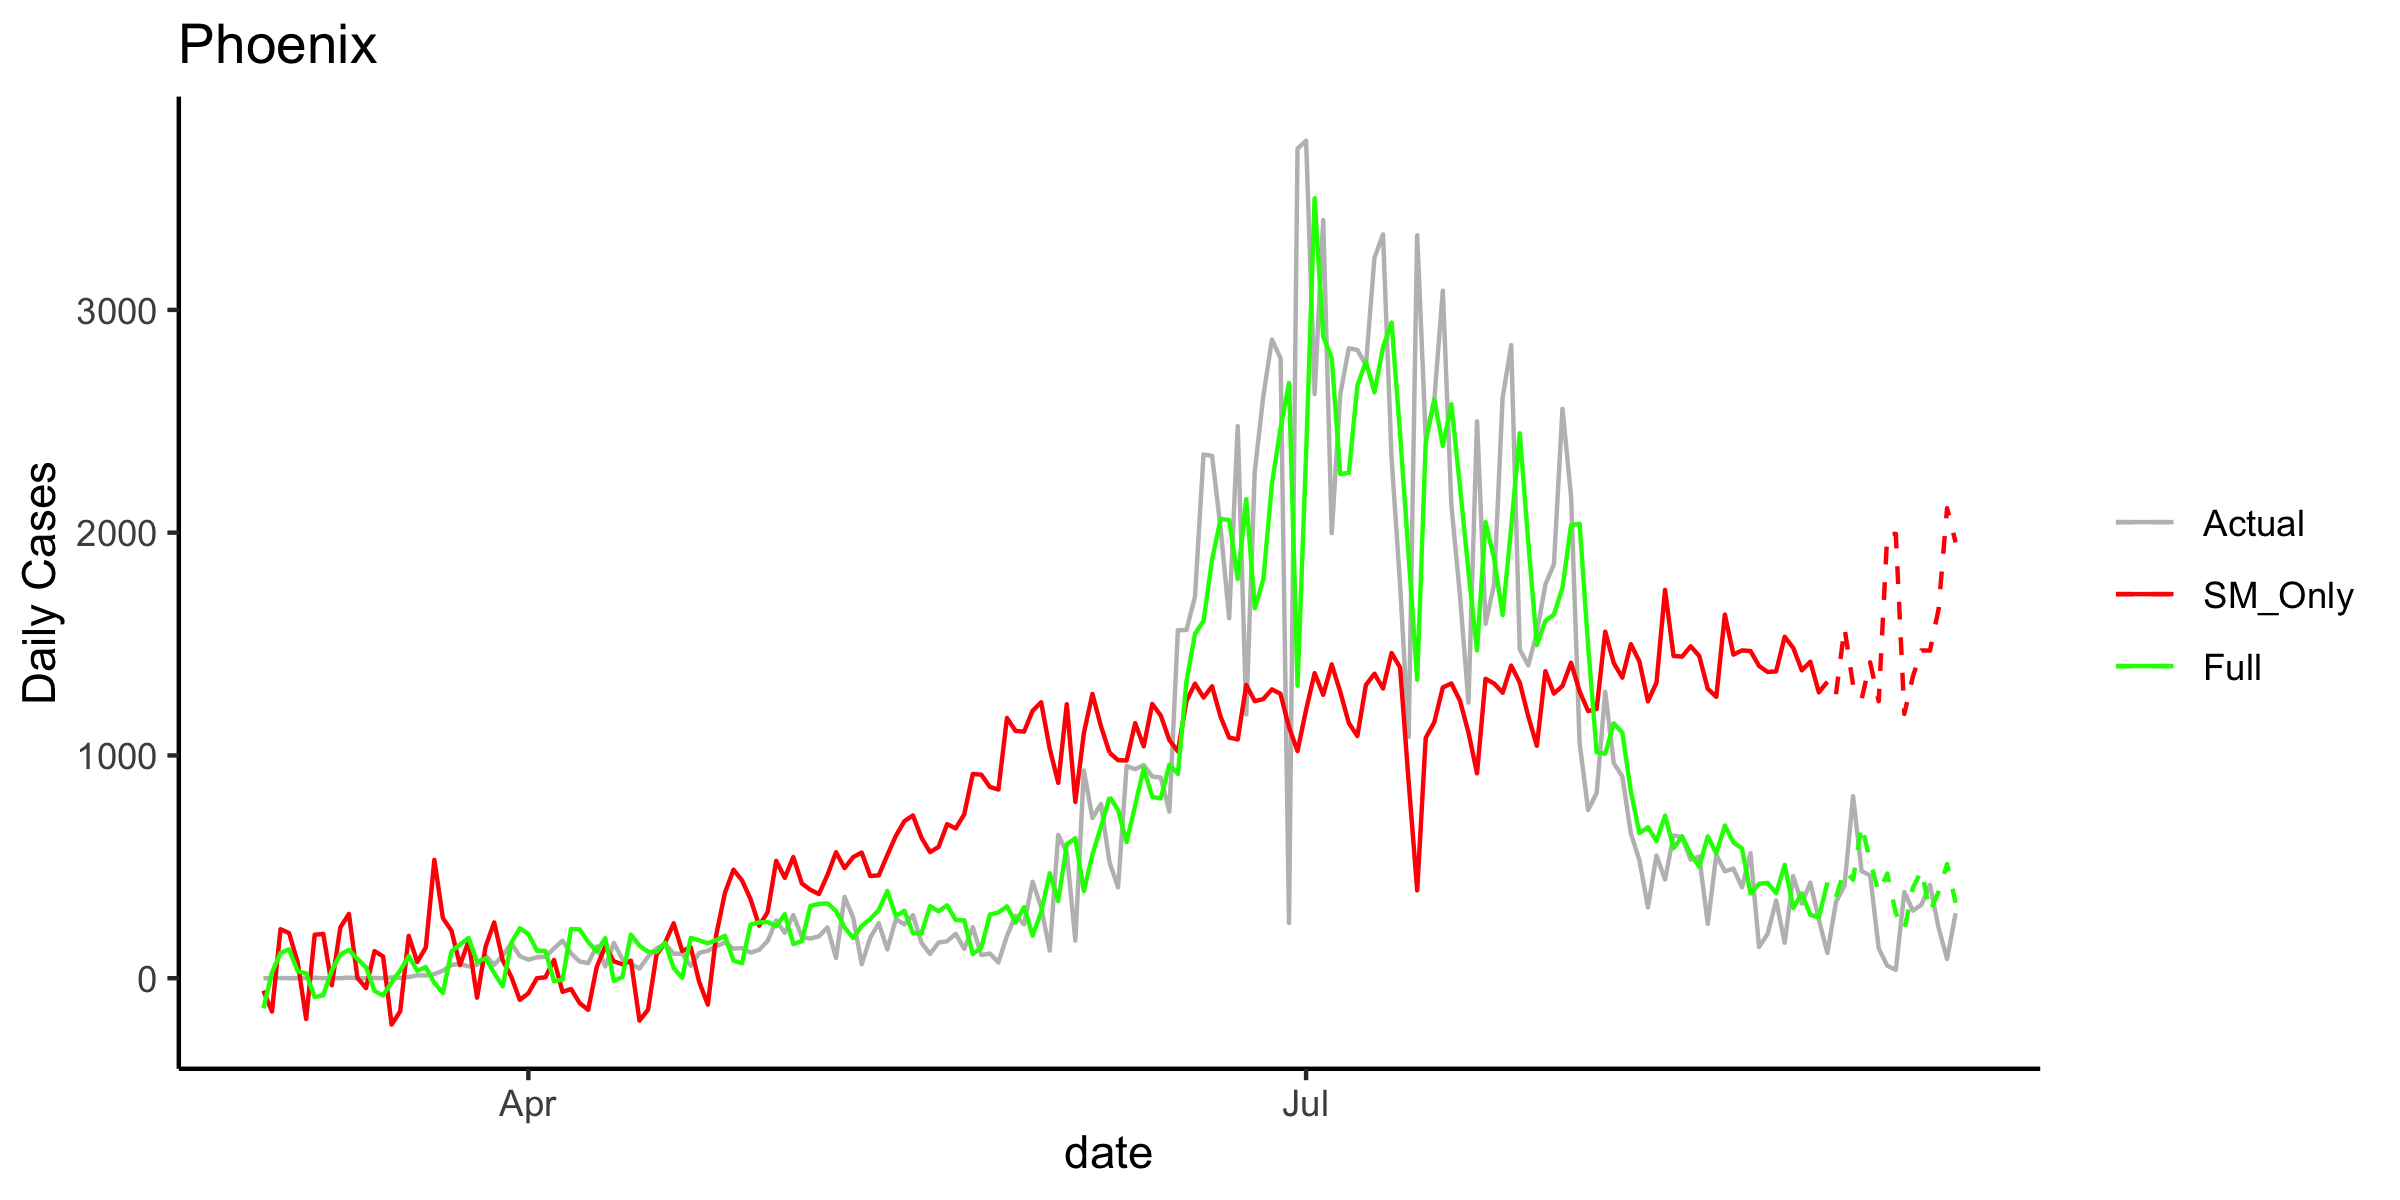 Phoenix
Daily Cases
3000
2000
1000
0
Apr
Jul
date
Actual
SM_Only
Full